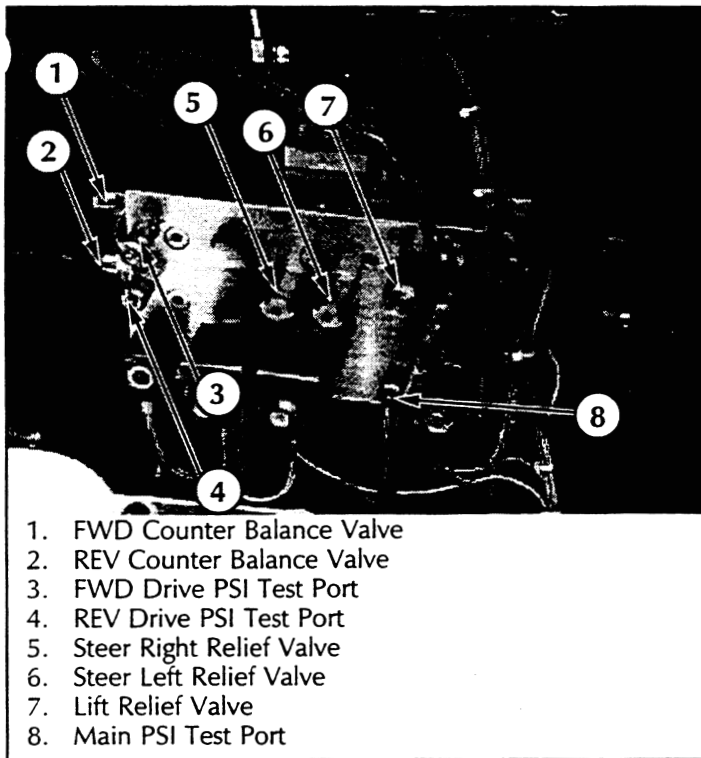 1
2
5
6
7
3
4
8
1. FWD Counter Balance Valve
2. REV Counter Balance Valve
3. FWD Drive PSI Test Port
4. REV Drive PSI Test Port
5. Steer Right Relief Valve
6. Steer Left Relief Valve
7. Lift Relief Valve
8. Main PSI Test Port